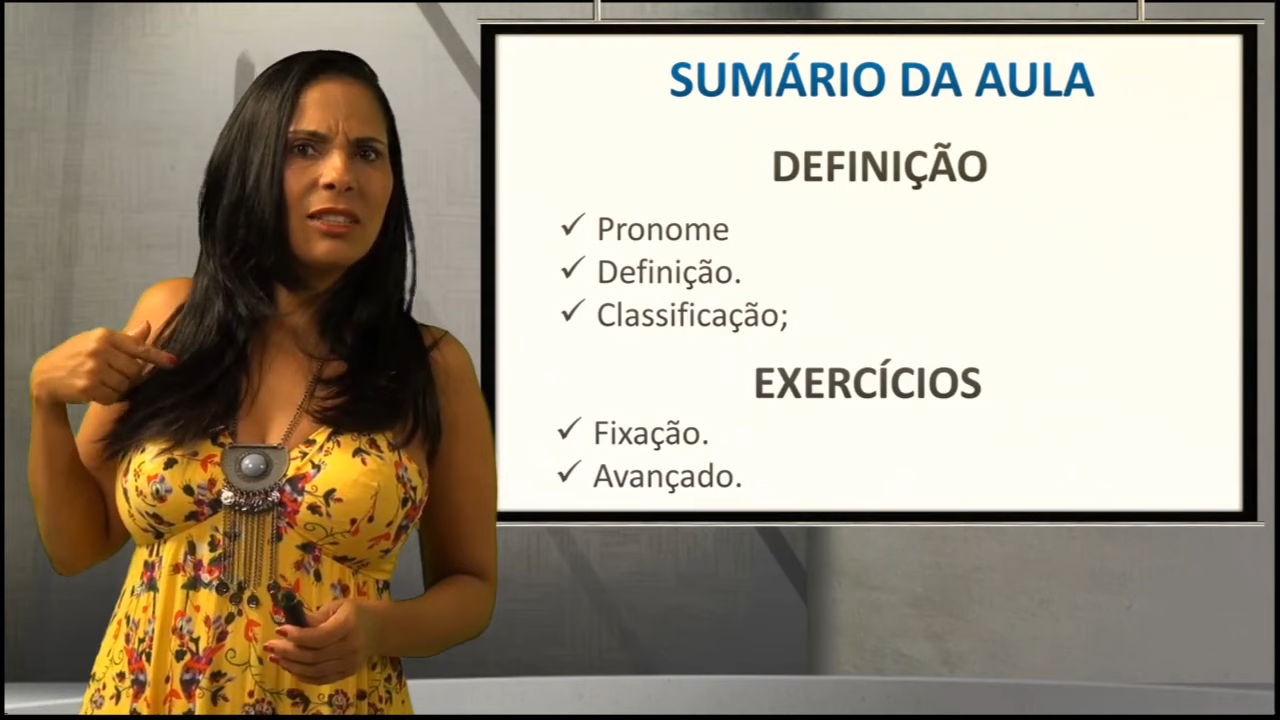 SUMÁRIO DA AULA
DEFINIÇÃO
✓ Pronome
✓ Definição.
✓ Classificação;
EXERCÍCIOS
✓ Fixação.
✓ Avançado.